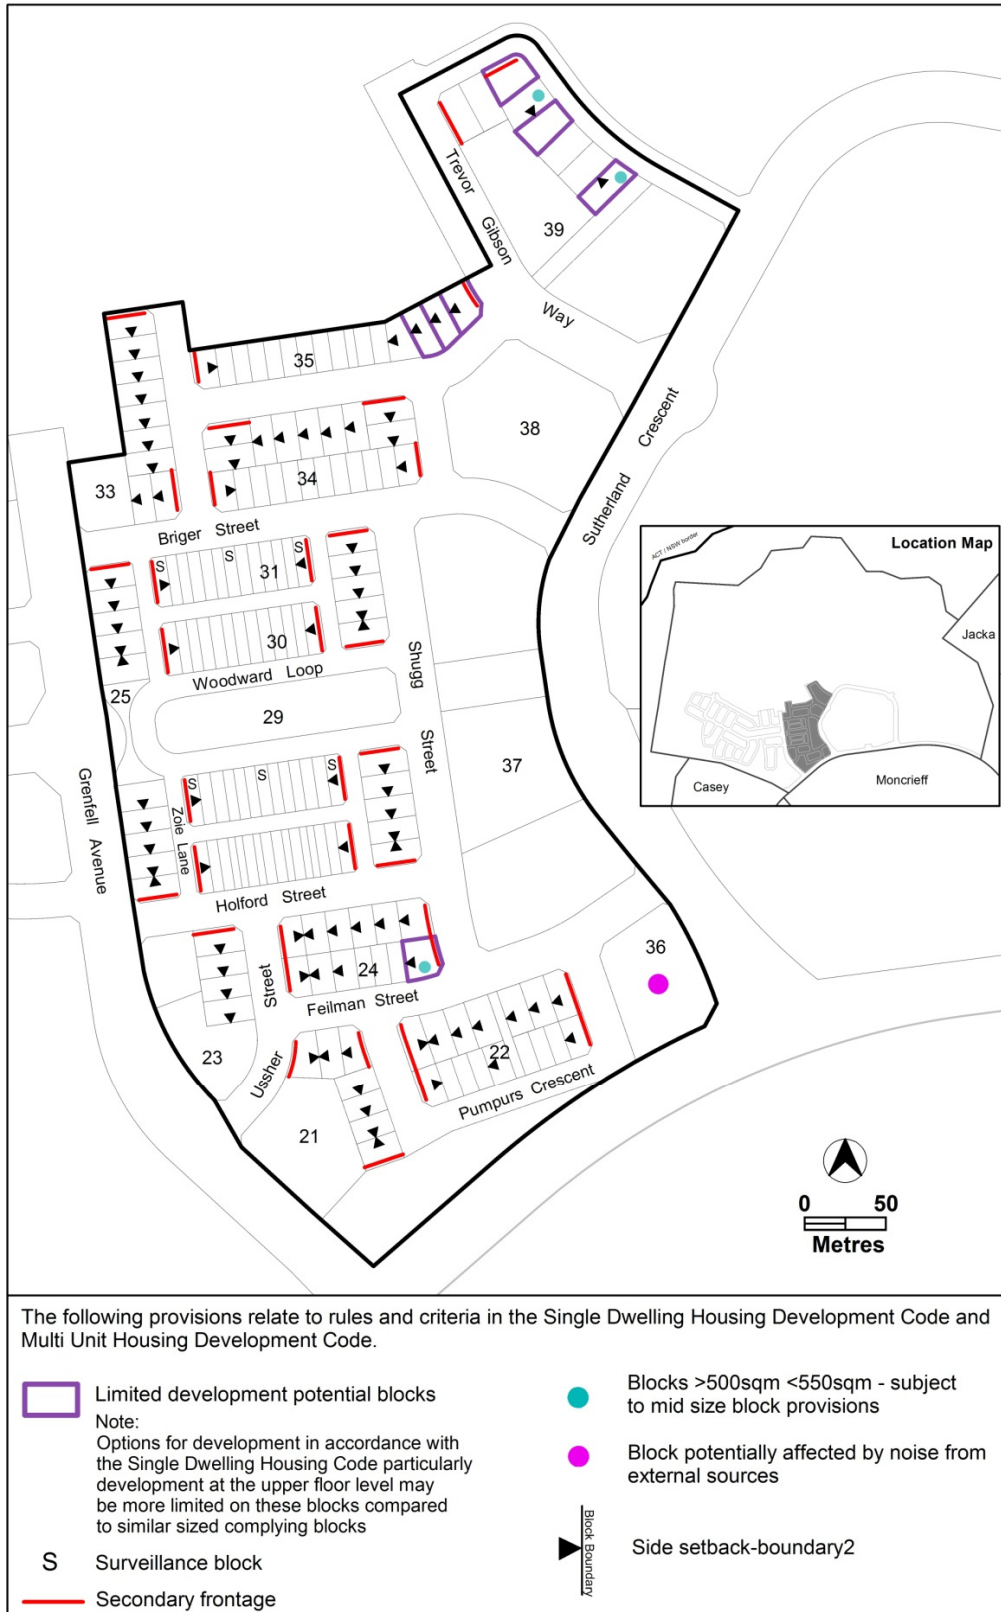 Trevor
Gibson
Way
39
35
38
Sutherland Crescent
33
34
Briger Street
S
S
S
31
30
Woodward Loop
25
29
Shugg
Street
37
Grenfell Avenue
S
S
S
Zoie Lane
Holford Street
36
24
Feilman Street
Street
Ussher
23
22
Pumpurs Crescent
21
Location Map
ACT / NSW border
Jacka
Casey
Moncrieff
0 50
Metres
The following provisions relate to rules and criteria in the Single Dwelling Housing Development Code and
Multi Unit Housing Development Code.
Limited development potential blocks
Note:
Options for development in accordance with
the Single Dwelling Housing Code particularly
development at the upper floor level may
be more limited on these blocks compared
to similar sized complying blocks
S Surveillance block
Secondary frontage
Blocks >500sqm <550sqm - subject
to mid size block provisions
Block potentially affected by noise from
external sources
Block Boundary
Side setback-boundary2